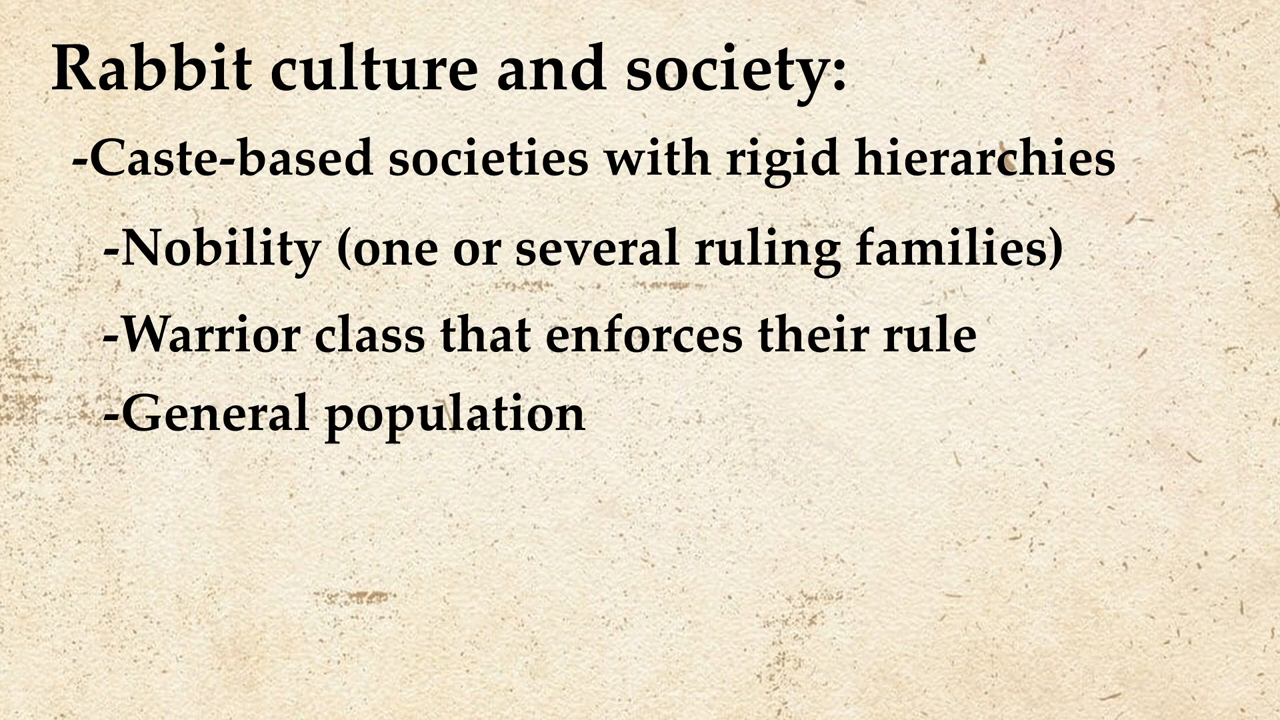 Rabbit culture and society:
-Caste-based societies with rigid hierarchies
-Nobility (one or several ruling families)
-Warrior class that enforces their rule
-General population